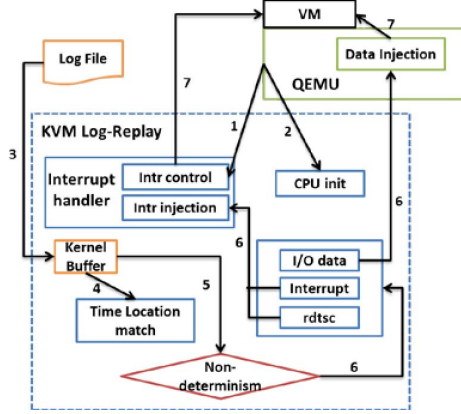 VM
7
Log File
Data Injection
QEMU
7
KVM Log-Replay
1
2
3
Interrupt
handler
Intr control
Intr injection
CPU init
6
6
Kernel
Buffer
I/O data
4
5
Interrupt
Time Location
match
rdtsc
Non-
determinism
6